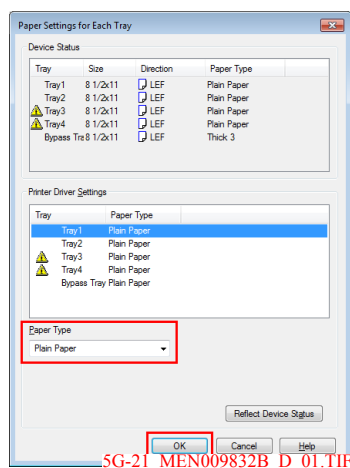 Paper Settings for Each Tray
Device Status
Tray Size Direction Paper Type
Tray1 8 1/2x11 LEF Plain Paper
Tray2 8 1/2x11 LEF Plain Paper
Tray3 8 1/2x11 LEF Plain Paper
Tray4 8 1/2x11 LEF Plain Paper
Bypass Tra 8 1/2x11 LEF Thick 3
Printer Driver Settings
Tray Paper Type
Tray1 Plain Paper
Tray2 Plain Paper
Tray3 Plain Paper
Tray4 Plain Paper
Bypass Tray Plain Paper
Paper Type
Plain Paper
Reflect Device Status
OK Cancel Help
5G-21_MEN009832B_D_01.TIF